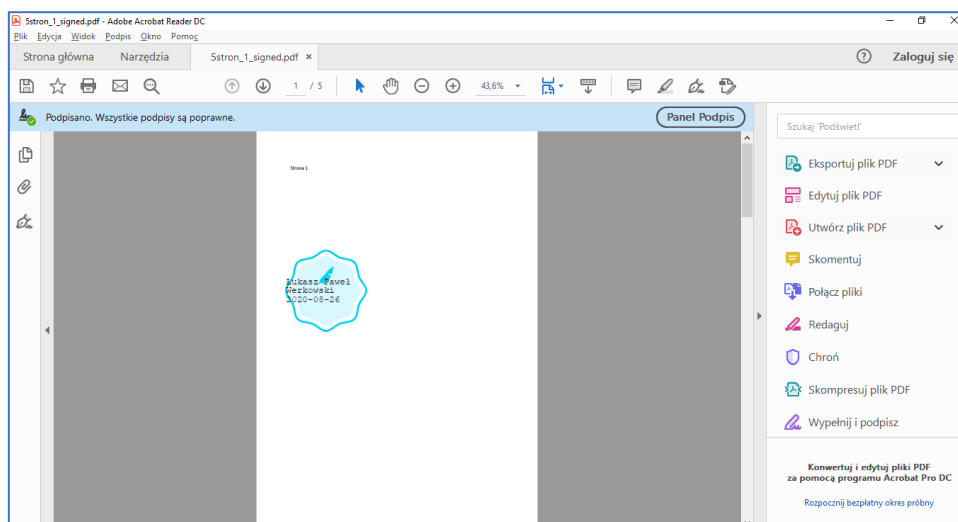 5stron_1_signed.pdf - Adobe Acrobat Reader DC
Plik Edycja Widok Podpis Okno Pomoc
Strona główna Narzędzia 5stron_1_signed.pdf ×
Zaloguj się
1 / 5 43,6%
Podpisano. Wszystkie podpisy są poprawne.
Panel Podpis
Strona 1
Łukasz Paweł
Werkowski
2020-08-26
Szukaj 'Podświetl'
Eksportuj plik PDF
Edytuj plik PDF
Utwórz plik PDF
Skomentuj
Połącz pliki
Redaguj
Chroń
Skompresuj plik PDF
Wypełnij i podpisz
Konwertuj i edytuj pliki PDF
za pomocą programu Acrobat Pro DC
Rozpocznij bezpłatny okres próbny